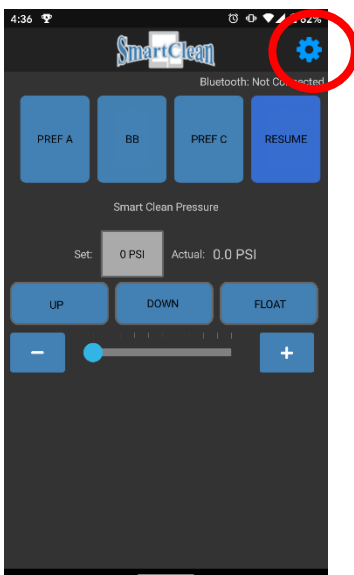 4:36 62%
SmartClean
Bluetooth: Not Connected
PREF A BB PREF C RESUME
Smart Clean Pressure
Set: 0 PSI Actual: 0.0 PSI
UP DOWN FLOAT
− +